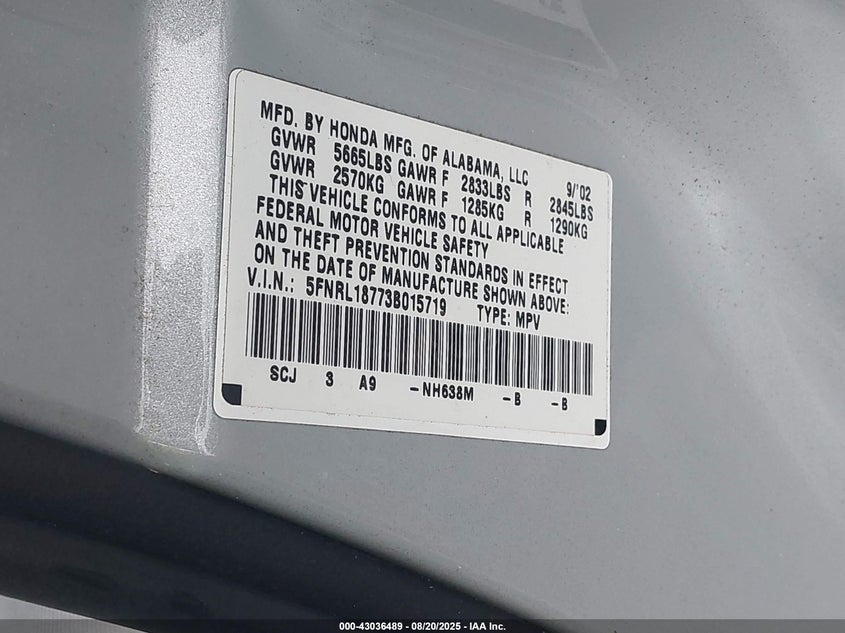 MFD. BY HONDA MFG. OF ALABAMA, LLC 9/'02
GVWR 5665LBS GAWR F 2833LBS R 2845LBS
GVWR 2570KG GAWR F 1285KG R 1290KG
THIS VEHICLE CONFORMS TO ALL APPLICABLE
FEDERAL MOTOR VEHICLE SAFETY
AND THEFT PREVENTION STANDARDS IN EFFECT
ON THE DATE OF MANUFACTURE SHOWN ABOVE:
V.I.N.: 5FNRL18773B015719 TYPE: MPV
SCJ 3 A9 -NH638M -B -B
000-43036489 - 08/20/2025 - IAA Inc.